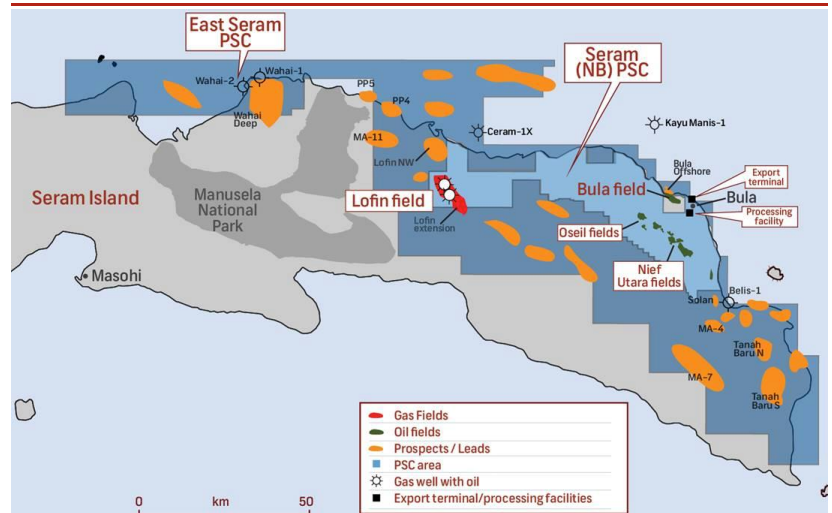 East Seram
PSC
Seram
(NB) PSC
Wahai-1
Wahai-2
Wahai
Deep
PP5
PP4
MA-11
Lofin NW
Ceram-1X
Kayu Manis-1
Bula
Offshore
Export
terminal
Bula field
Bula
Processing
facility
Seram Island
Manusela
National
Park
Lofin field
Lofin
extension
Oseil fields
Nief
Utara fields
Masohi
Belis-1
Solan
MA-4
Tanah
Baru N
MA-7
Tanah
Baru S
Gas Fields
Oil fields
Prospects / Leads
PSC area
Gas well with oil
Export terminal/processing facilities
0 km 50